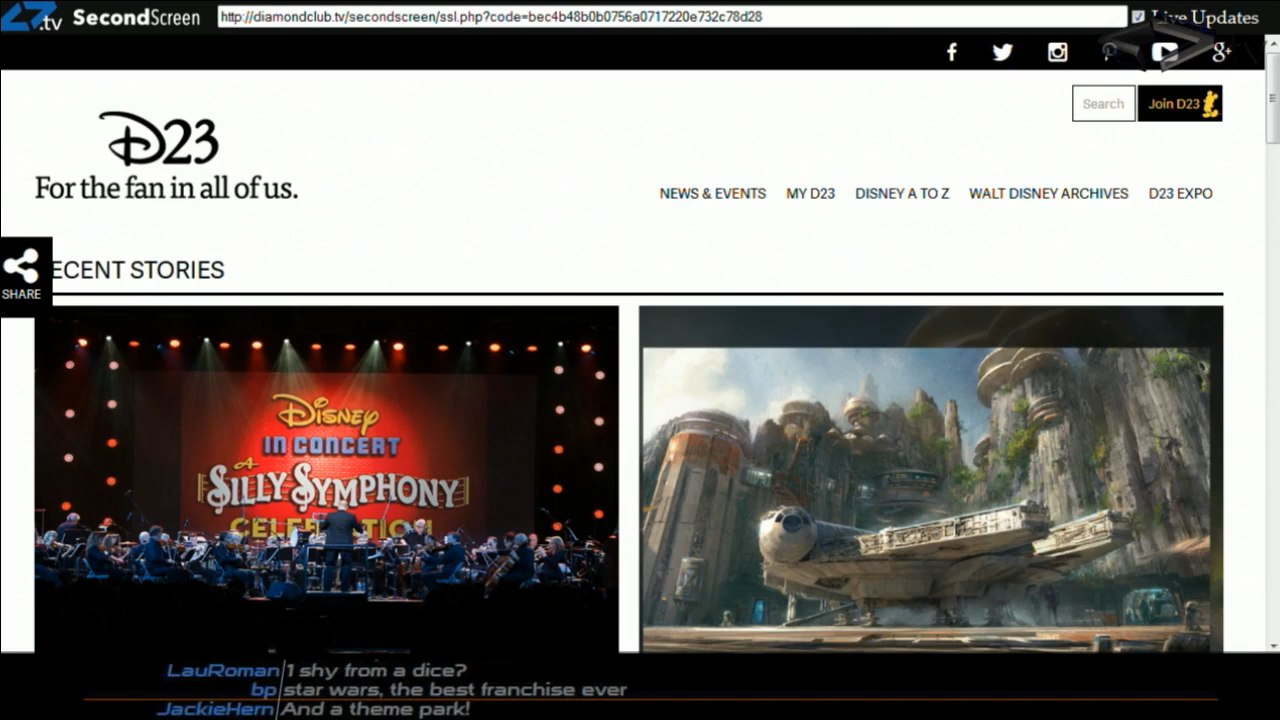 .tv SecondScreen http://diamondclub.tv/secondscreen/ssl.php?code=bec4b48b0b0756a0717220e732c78d28 Live Updates
g+
Search Join D23
D23
For the fan in all of us.
NEWS & EVENTS MY D23 DISNEY A TO Z WALT DISNEY ARCHIVES D23 EXPO
ECENT STORIES
SHARE
DISNEY
IN CONCERT
A
SILLY SYMPHONY
LauRoman 1 shy from a dice?
bp star wars, the best franchise ever
JackieHern And a theme park!